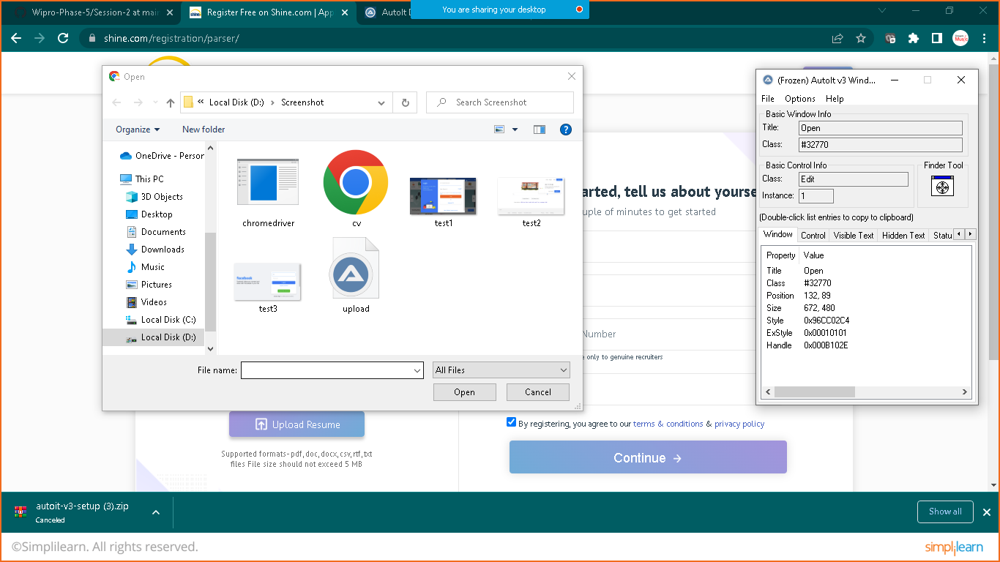 Wipro-Phase-5/Session-2 at mai
Register Free on Shine.com | App
AutoIt D
You are sharing your desktop
shine.com/registration/parser/
Open
Local Disk (D:)
Screenshot
Search Screenshot
Organize
New folder
OneDrive - Person
This PC
3D Objects
Desktop
Documents
Downloads
Music
Pictures
Videos
Local Disk (C:)
Local Disk (D:)
chromedriver
cv
test1
test2
test3
upload
File name:
All Files
Open
Cancel
arted, tell us about yourse
uple of minutes to get started
Number
e only to genuine recruiters
Upload Resume
Supported formats-pdf, doc, docx, csv, rtf, txt
files File size should not exceed 5 MB
By registering, you agree to our terms & conditions & privacy policy
Continue →
(Frozen) AutoIt v3 Wind...
File Options Help
Basic Window Info
Title: Open
Class: #32770
Basic Control Info
Class: Edit
Instance: 1
Finder Tool
(Double-click list entries to copy to clipboard)
Window Control Visible Text Hidden Text Statu
Property Value
Title Open
Class #32770
Position 132, 89
Size 672, 480
Style 0x96CC02C4
ExStyle 0x00010101
Handle 0x000B102E
autoit-v3-setup (3).zip
Canceled
Show all
©Simplilearn. All rights reserved.
simplilearn